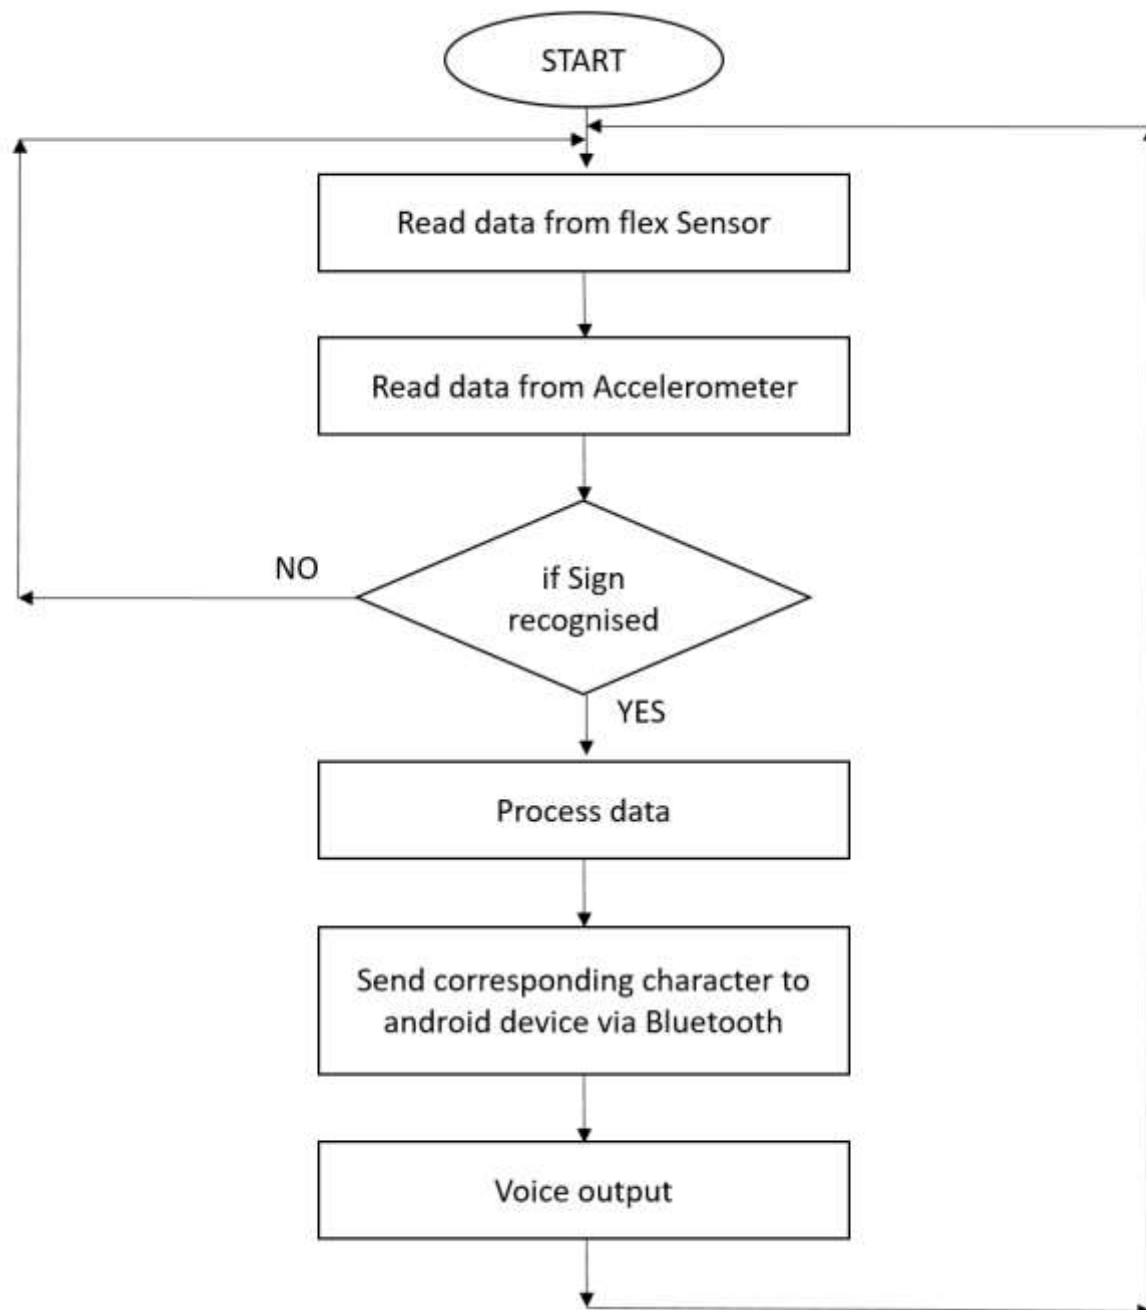 START
Read data from flex Sensor
Read data from Accelerometer
NO
if Sign
recognised
YES
Process data
Send corresponding character to
android device via Bluetooth
Voice output